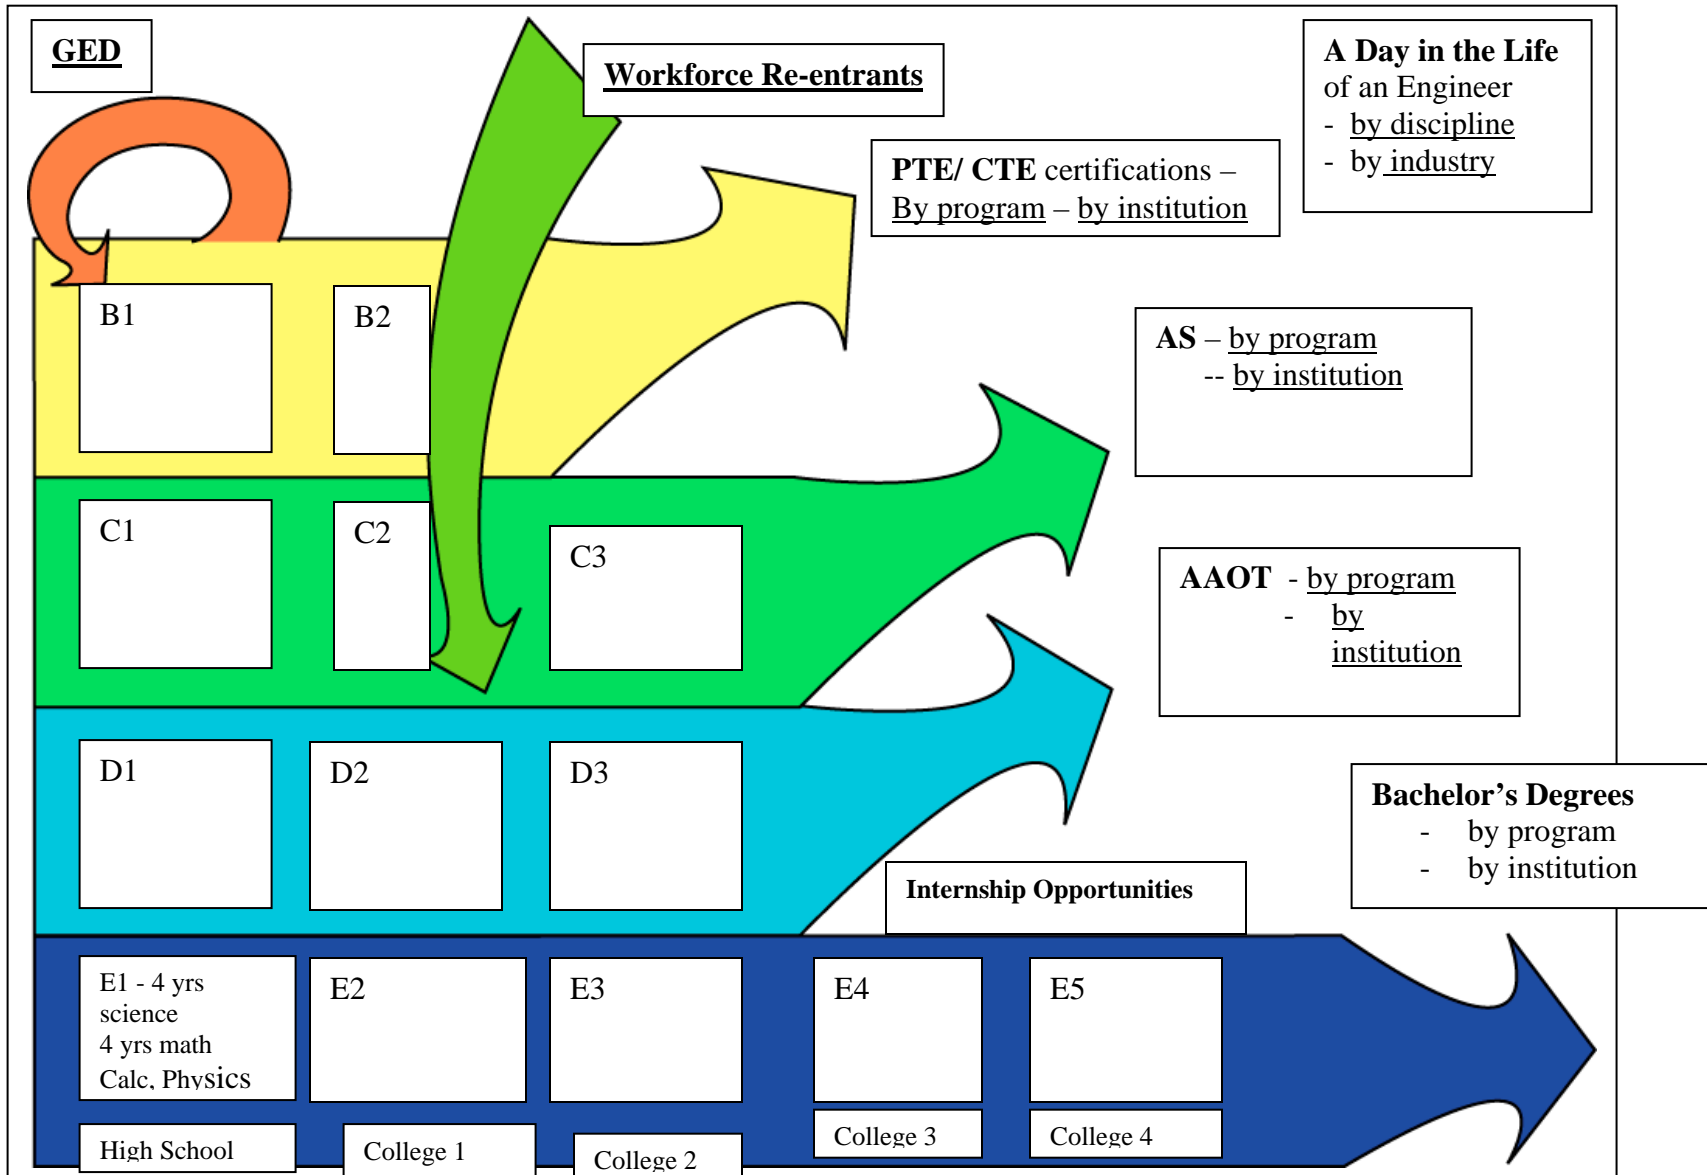 GED
Workforce Re-entrants
A Day in the Life
of an Engineer
- by discipline
- by industry
PTE/ CTE certifications –
By program – by institution
B1
B2
AS – by program
-- by institution
C1
C2
C3
AAOT - by program
- by
institution
D1
D2
D3
Bachelor’s Degrees
- by program
- by institution
Internship Opportunities
E1 - 4 yrs
science
4 yrs math
Calc, Physics
E2
E3
E4
E5
High School
College 1
College 2
College 3
College 4